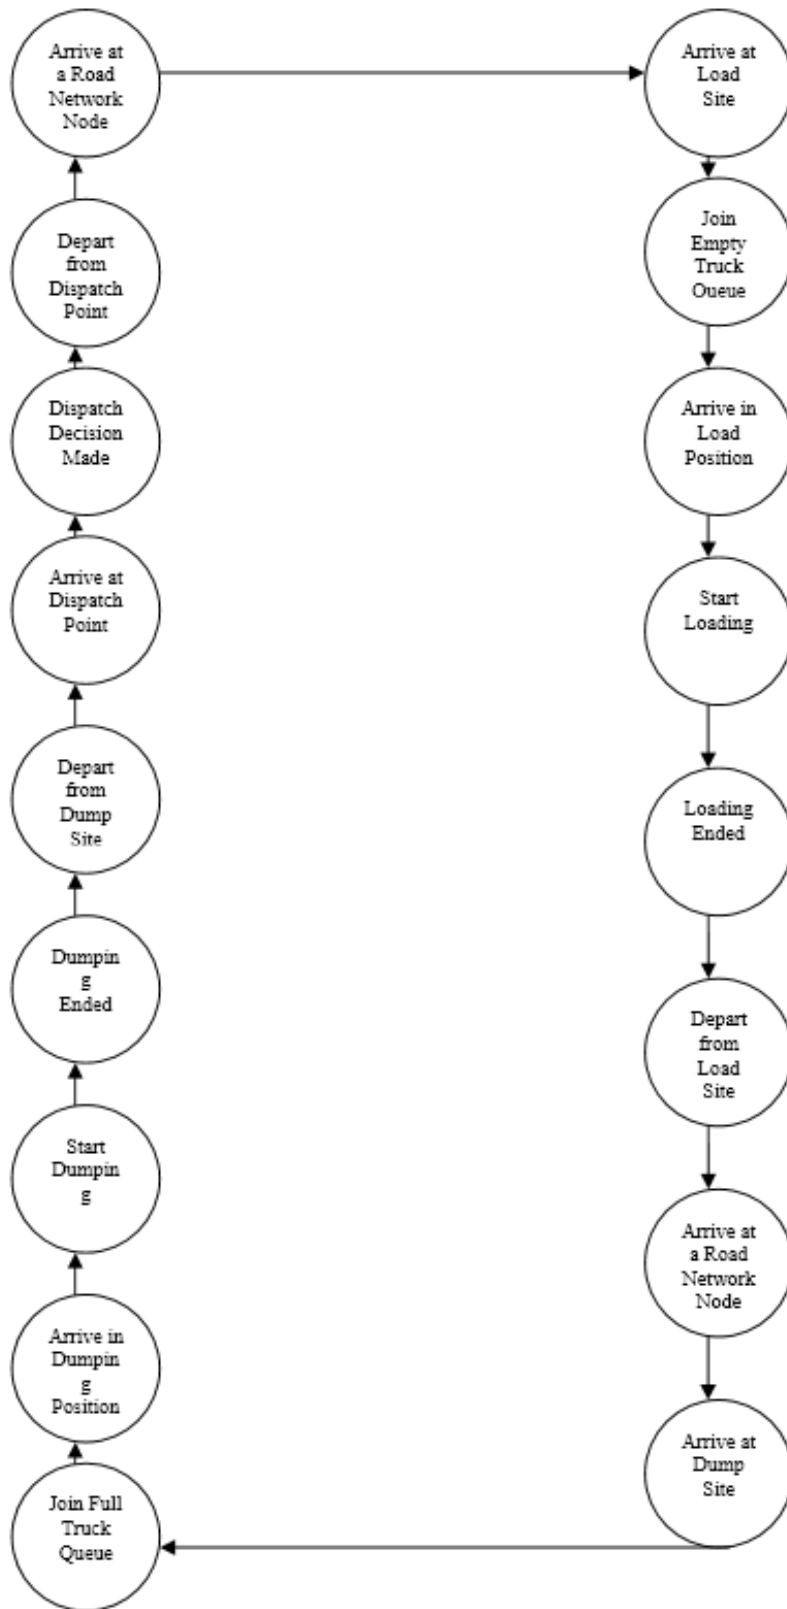 Arrive at
a Road
Network
Node
Depart
from
Dispatch
Point
Dispatch
Decision
Made
Arrive at
Dispatch
Point
Depart
from
Dump
Site
Dumpin
g
Ended
Start
Dumpin
g
Arrive in
Dumpin
g
Position
Join Full
Truck
Queue
Arrive at
Load
Site
Join
Empty
Truck
Queue
Arrive in
Load
Position
Start
Loading
Loading
Ended
Depart
from
Load
Site
Arrive at
a Road
Network
Node
Arrive at
Dump
Site